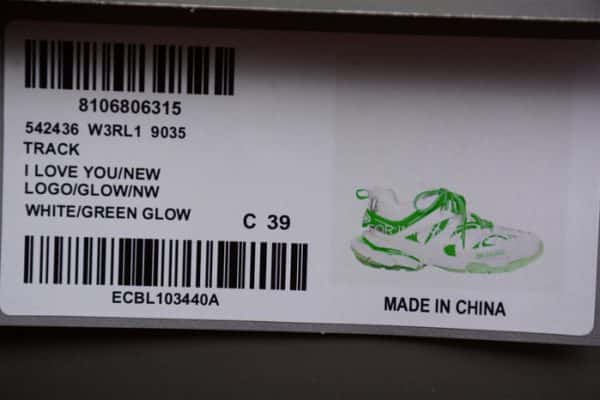 8106806315
542436 W3RL1 9035
TRACK
I LOVE YOU/NEW
LOGO/GLOW/NW
WHITE/GREEN GLOW
C 39
ECBL103440A
MADE IN CHINA